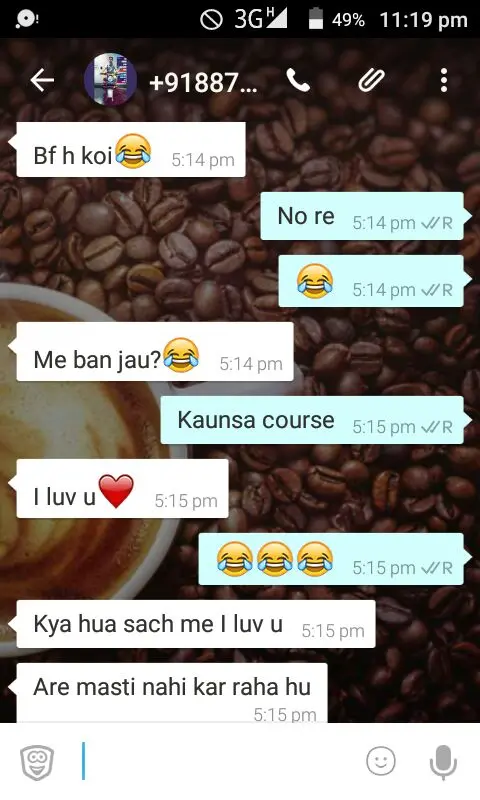 3G H 49% 11:19 pm
+91887...
Bf h koi😂 5:14 pm
No re 5:14 pm ✓✓R
😂 5:14 pm ✓✓R
Me ban jau?😂 5:14 pm
Kaunsa course 5:15 pm ✓✓R
I luv u❤️ 5:15 pm
😂😂😂 5:15 pm ✓✓R
Kya hua sach me I luv u 5:15 pm
Are masti nahi kar raha hu
5:15 pm